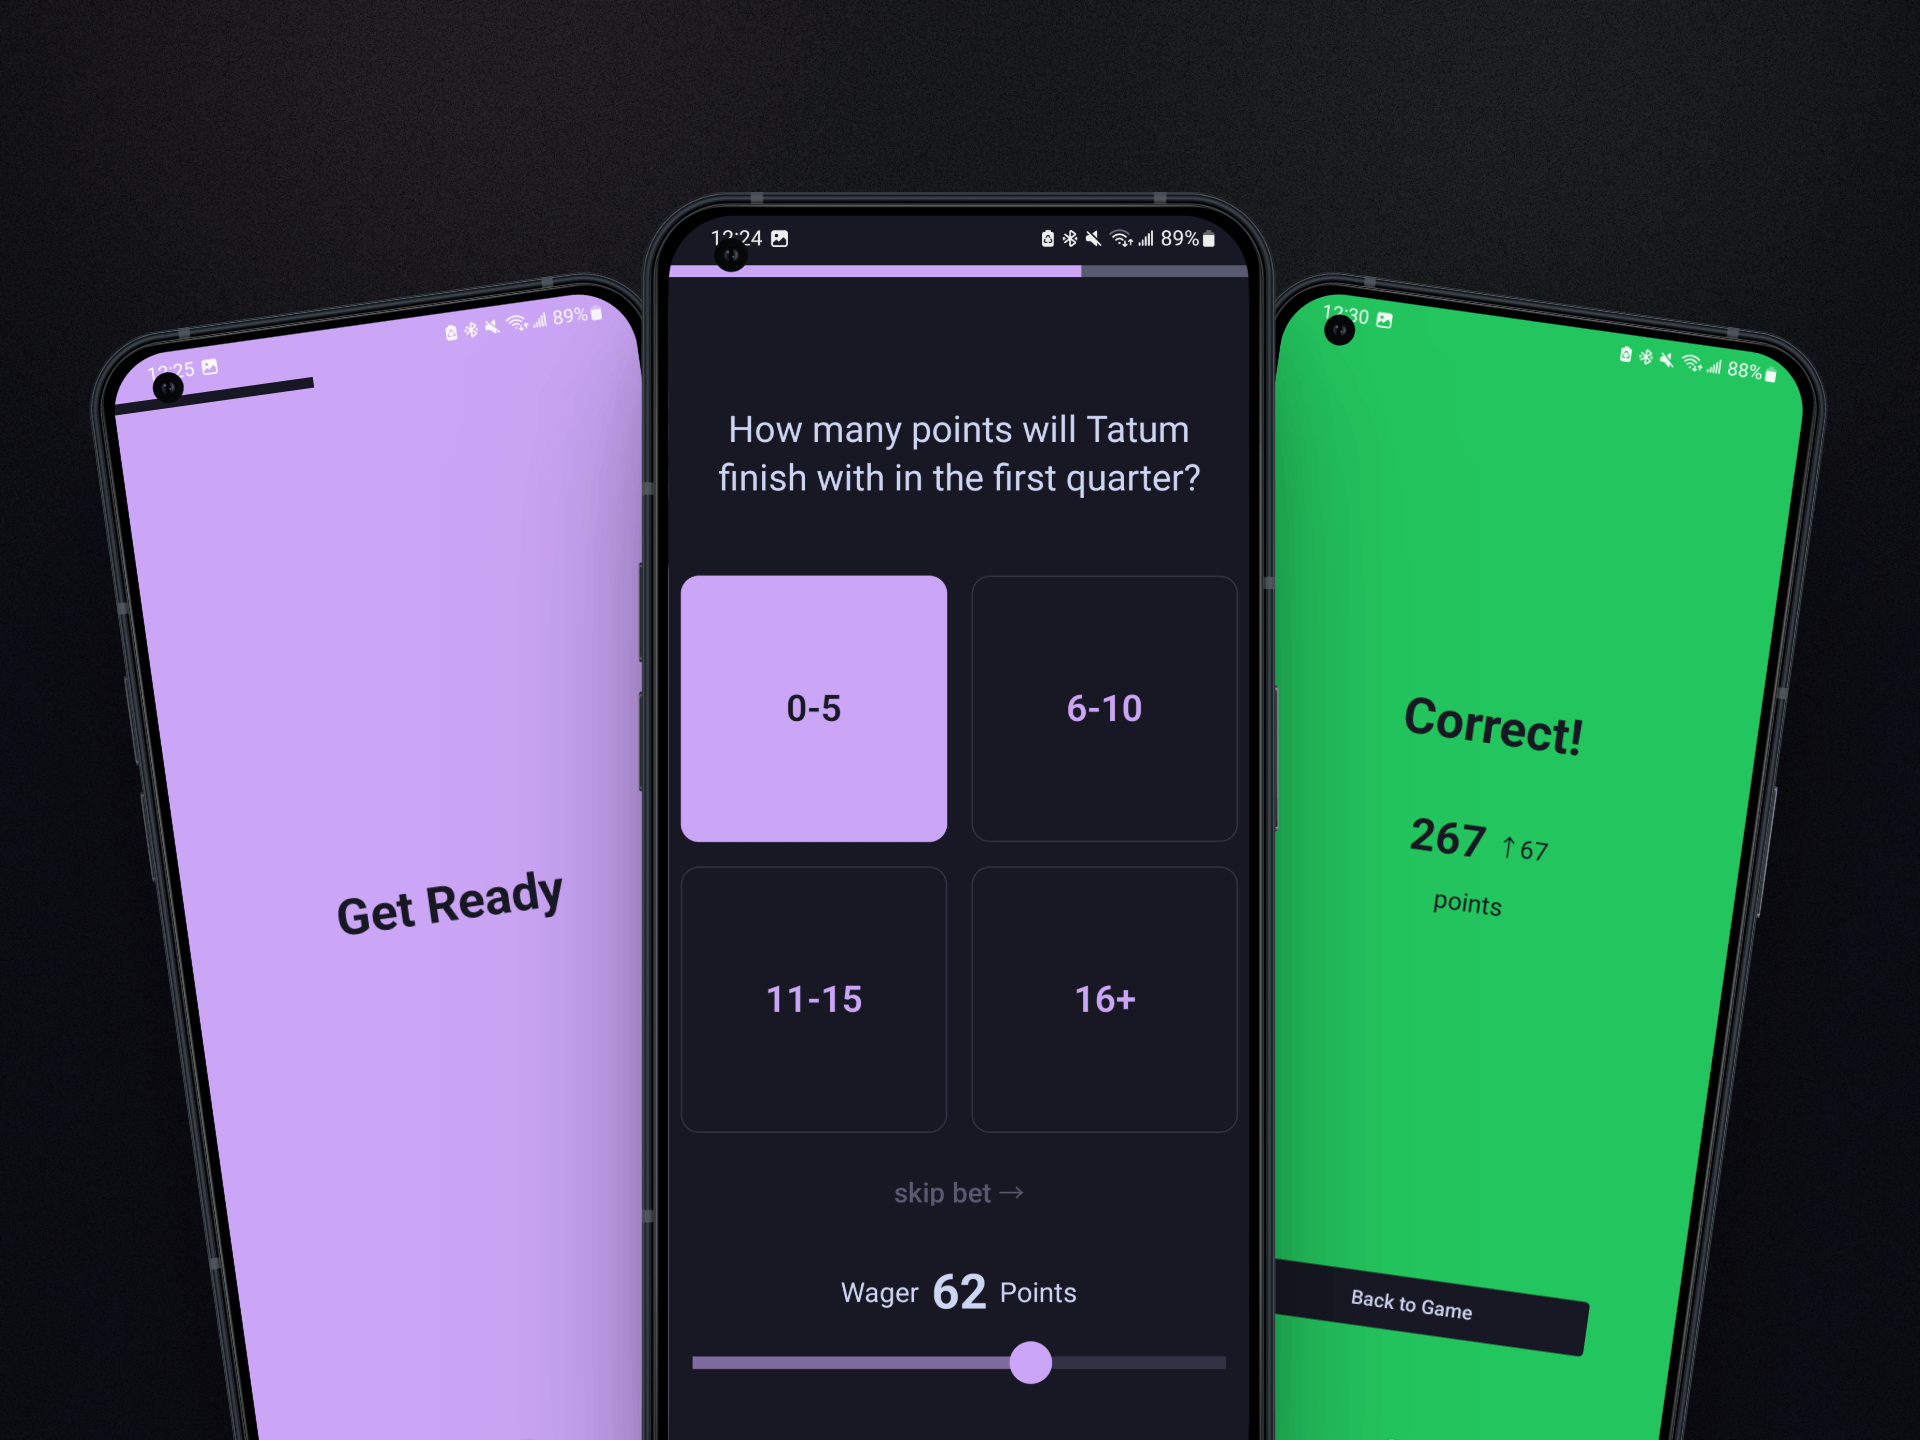 12:25
89%
Get Ready
12:24
89%
How many points will Tatum
finish with in the first quarter?
0-5
6-10
11-15
16+
skip bet →
Wager 62 Points
12:30
88%
Correct!
267 ↑67
points
Back to Game